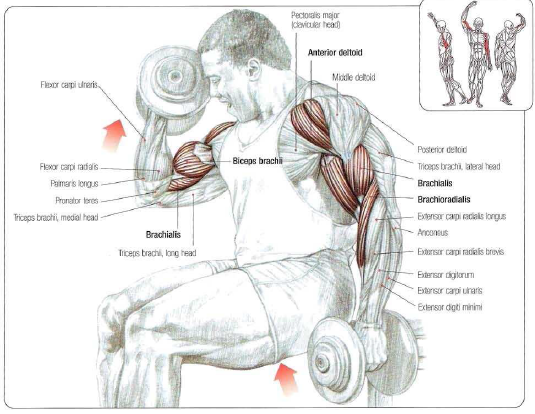 Pectoralis major
(clavicular head)
Anterior deltoid
Middle deltoid
Flexor carpi ulnaris
Posterior deltoid
Triceps brachii, lateral head
Biceps brachii
Flexor carpi radialis
Palmaris longus
Pronator teres
Triceps brachii, medial head
Brachialis
Brachioradialis
Extensor carpi radialis longus
Anconeus
Brachialis
Triceps brachii, long head
Extensor carpi radialis brevis
Extensor digitorum
Extensor carpi ulnaris
Extensor digiti minimi